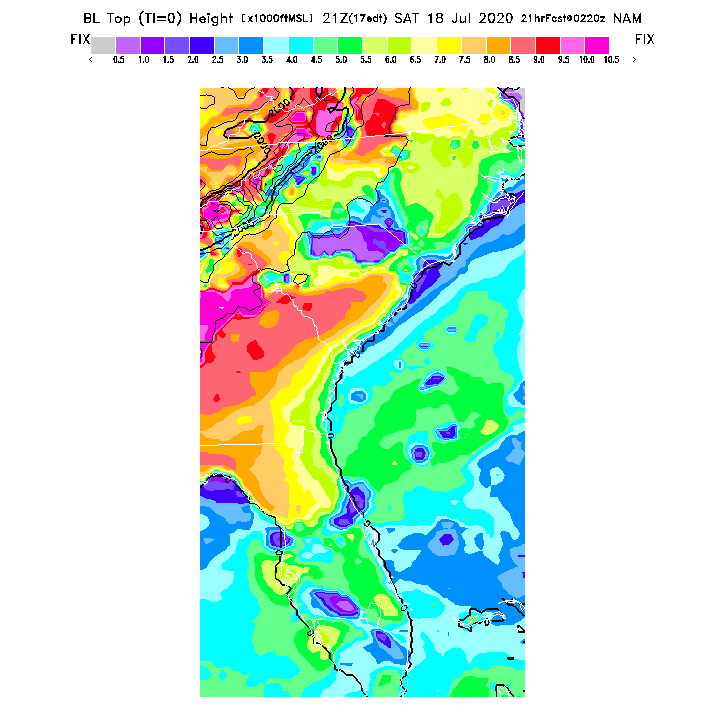 BL Top (TI=0) Height [x1000ftMSL] 21Z(17edt) SAT 18 Jul 2020 21hrFcst@0220z NAM
FIX FIX
< 0.5 1.0 1.5 2.0 2.5 3.0 3.5 4.0 4.5 5.0 5.5 6.0 6.5 7.0 7.5 8.0 8.5 9.0 9.5 10.0 10.5 >
2000